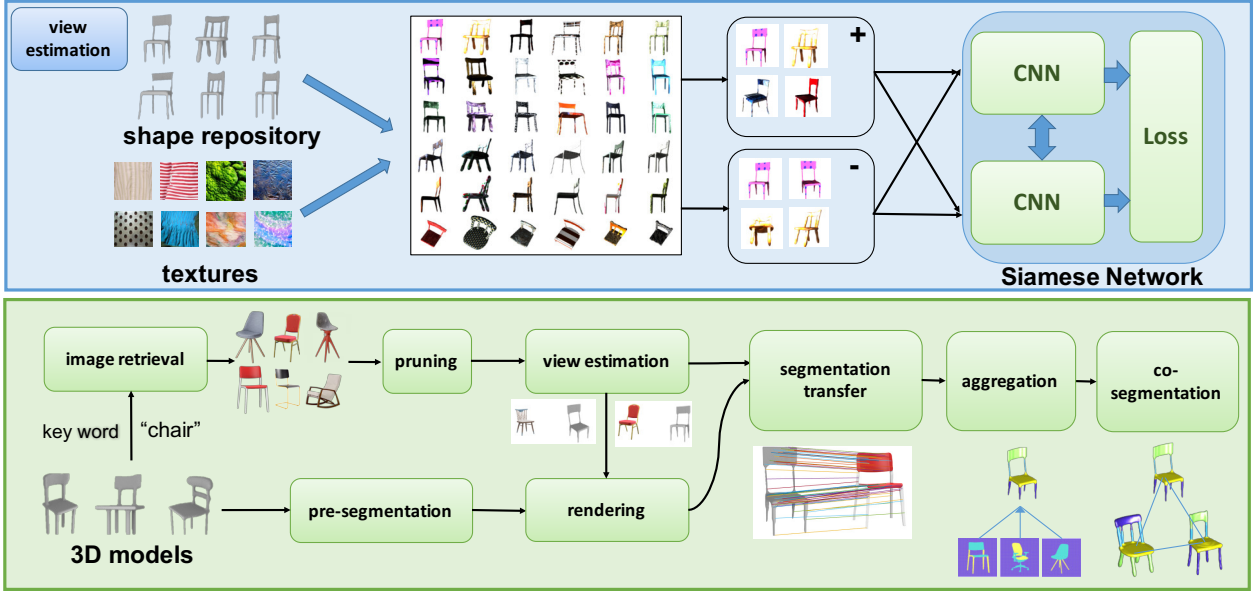 view
estimation
shape repository
textures
+
-
CNN
CNN
Loss
Siamese Network
image retrieval
pruning
view estimation
segmentation
transfer
aggregation
co-
segmentation
key word
“chair”
pre-segmentation
rendering
3D models